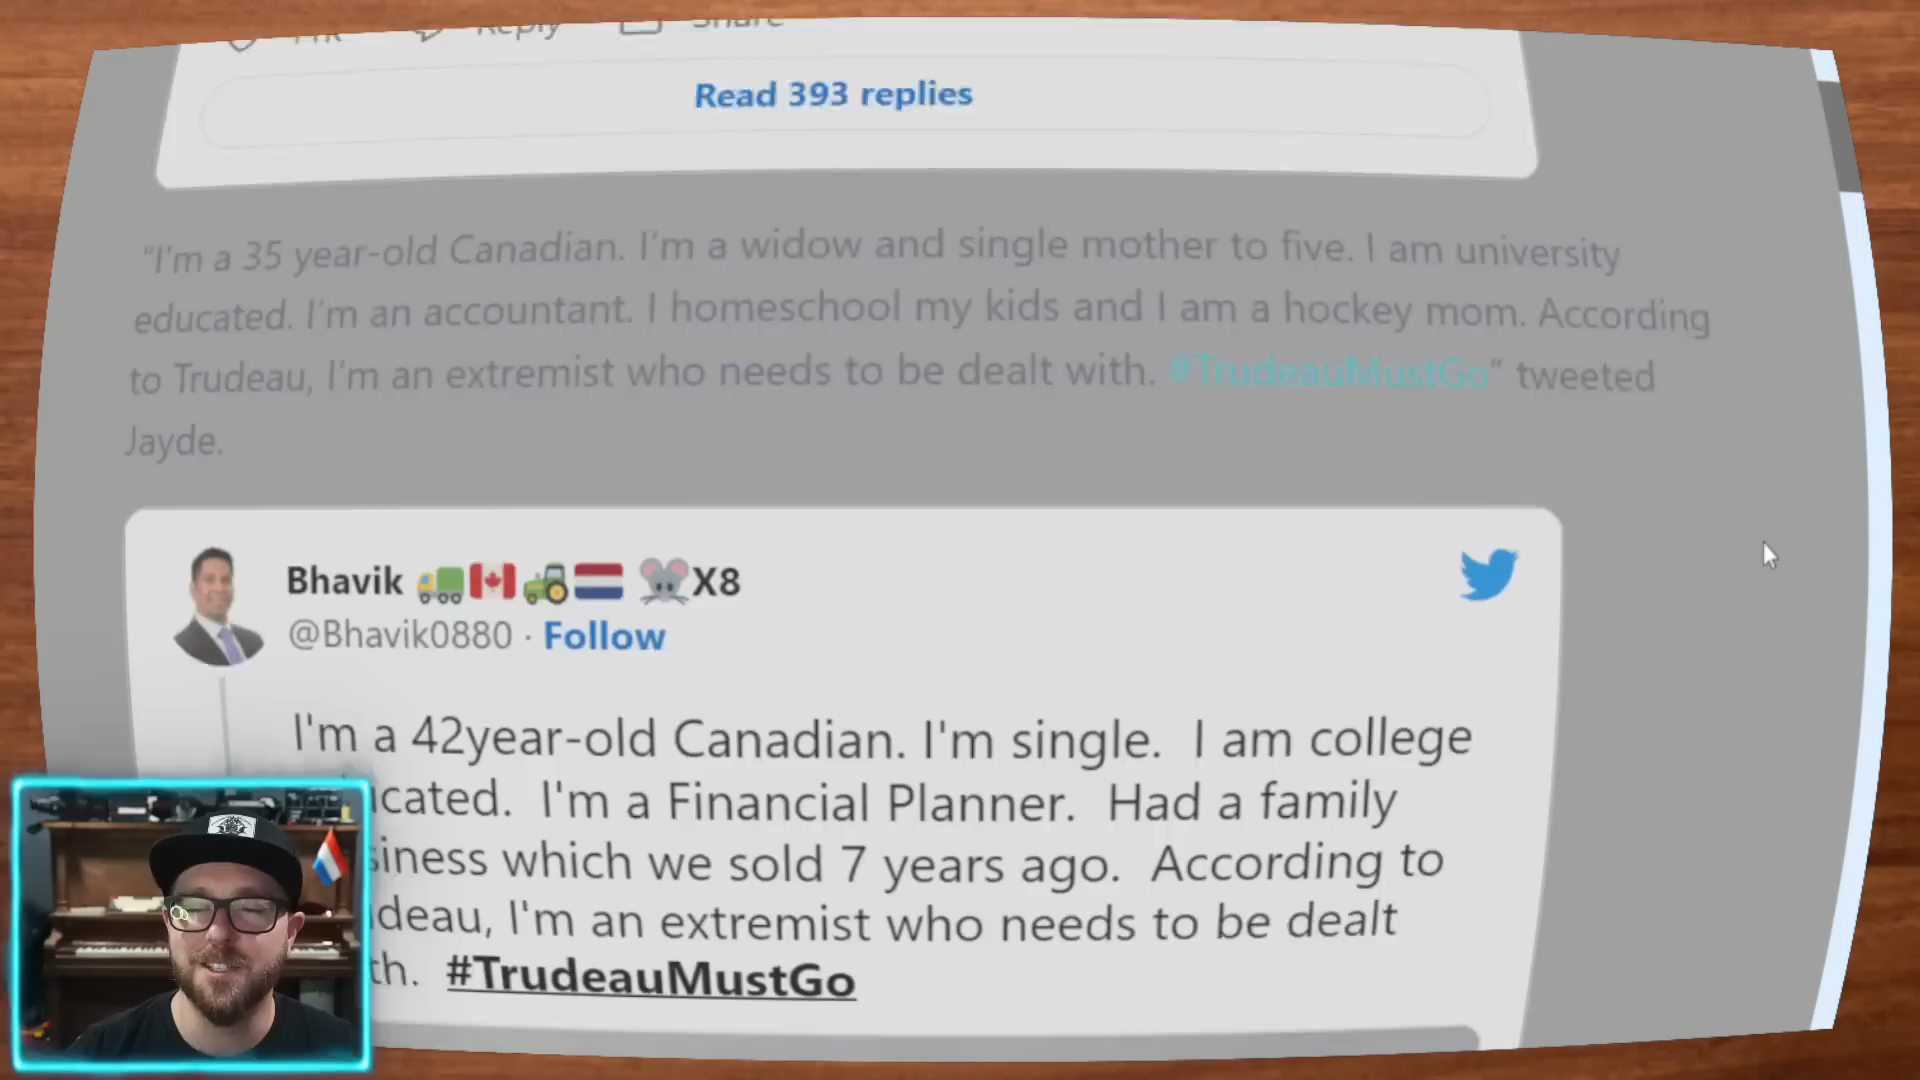 Reply Share
Read 393 replies
“I'm a 35 year-old Canadian. I'm a widow and single mother to five. I am university
educated. I'm an accountant. I homeschool my kids and I am a hockey mom. According
to Trudeau, I'm an extremist who needs to be dealt with. #TrudeauMustGo” tweeted
Jayde.
Bhavik 🚛🇨🇦🚜🇳🇱 🐭X8
@Bhavik0880 · Follow
I'm a 42year-old Canadian. I'm single. I am college
cated. I'm a Financial Planner. Had a family
siness which we sold 7 years ago. According to
deau, I'm an extremist who needs to be dealt
th. #TrudeauMustGo